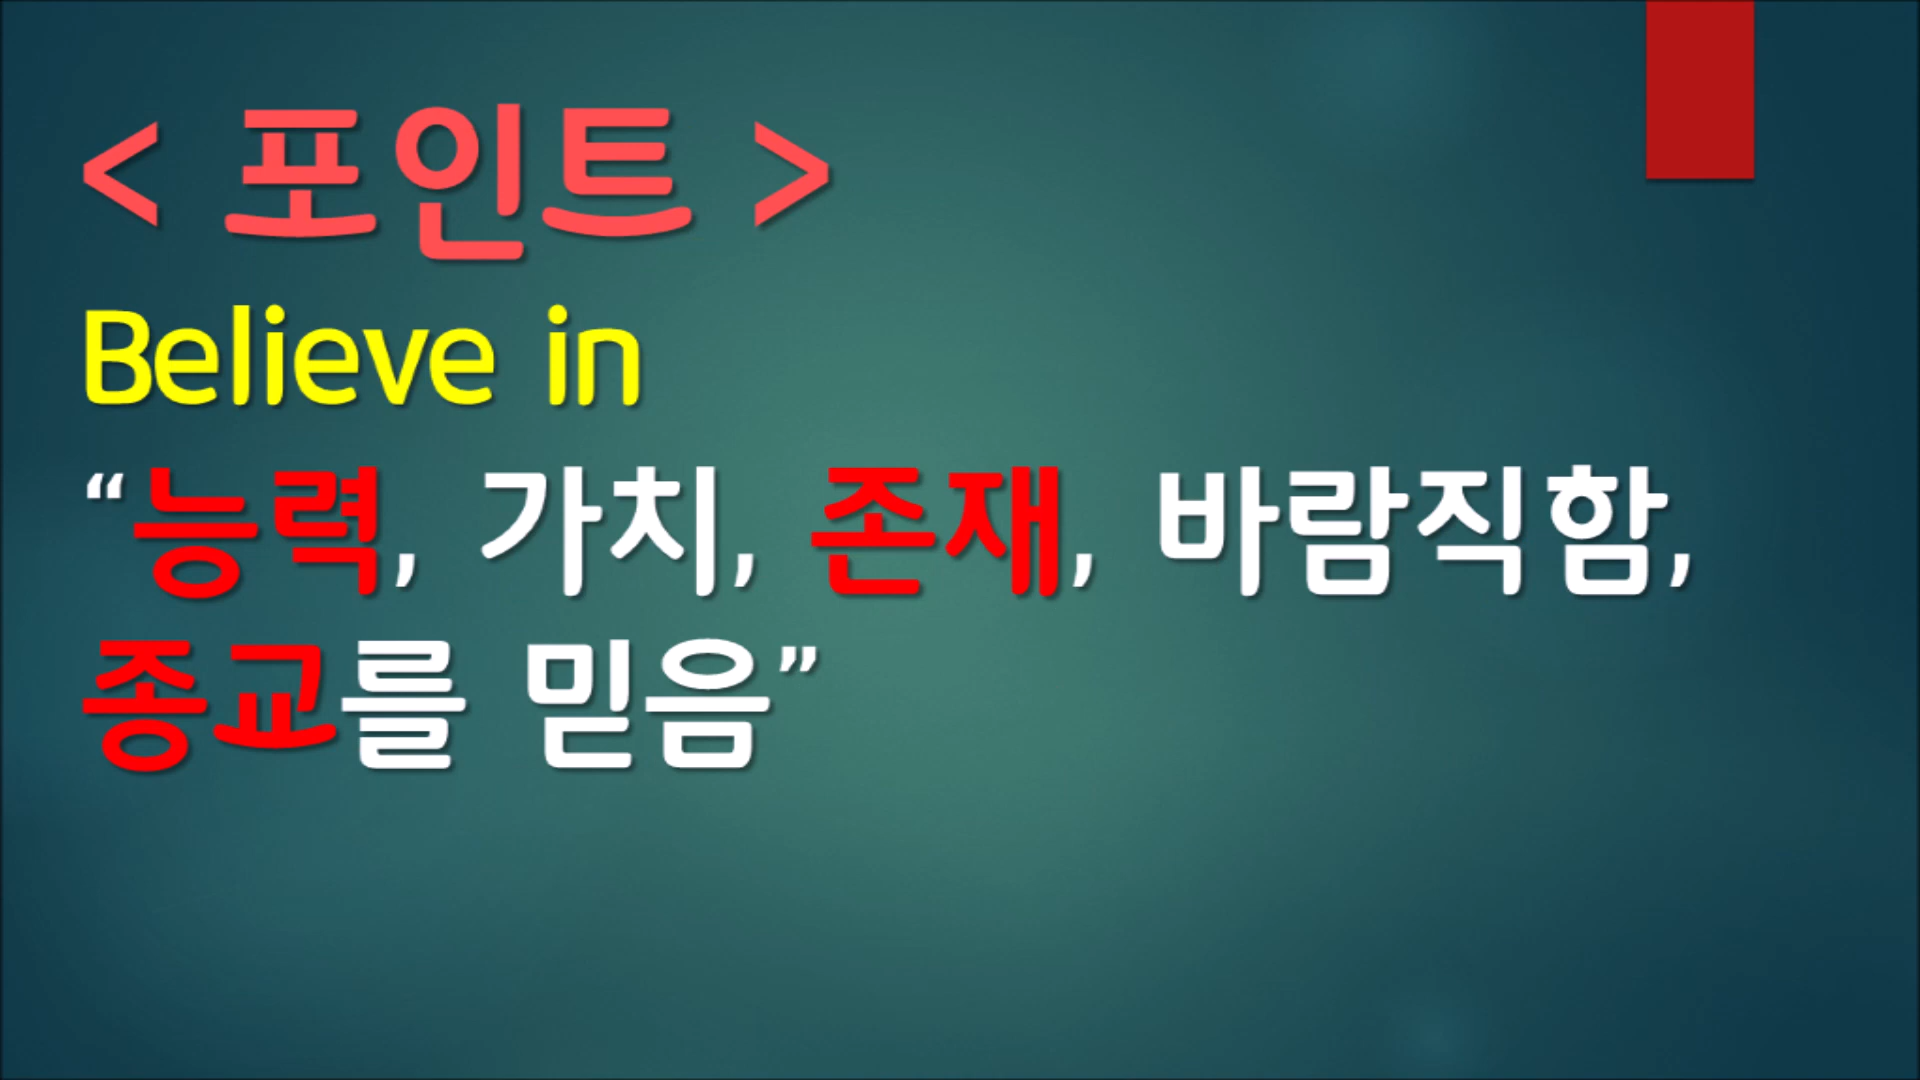 < 포인트 >
Believe in
“능력, 가치, 존재, 바람직함,
종교를 믿음”